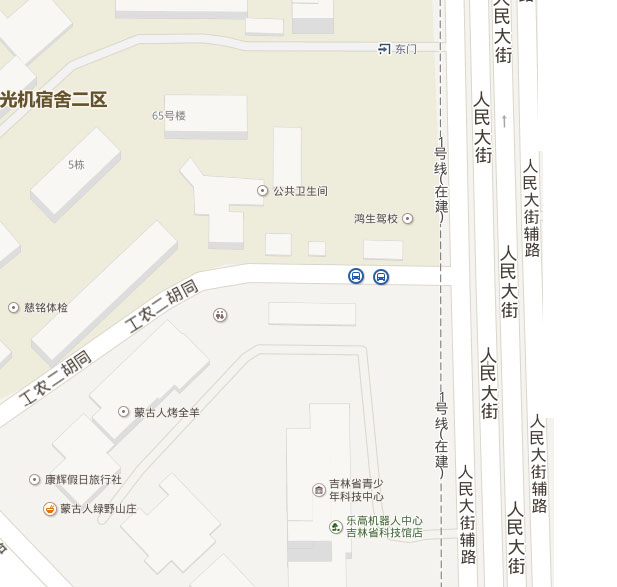 人民大街
东门
光机宿舍二区
65号楼
人民大街
1号线(在建)
5栋
人民大街辅路
公共卫生间
鸿生驾校
人民大街
慈铭体检
工农二胡同
工农二胡同
人民大街
1号线(在建)
蒙古人烤全羊
人民大街辅路
康辉假日旅行社
吉林省青少
年科技中心
人民大街辅路
蒙古人绿野山庄
人民大街
乐高机器人中心
吉林省科技馆店